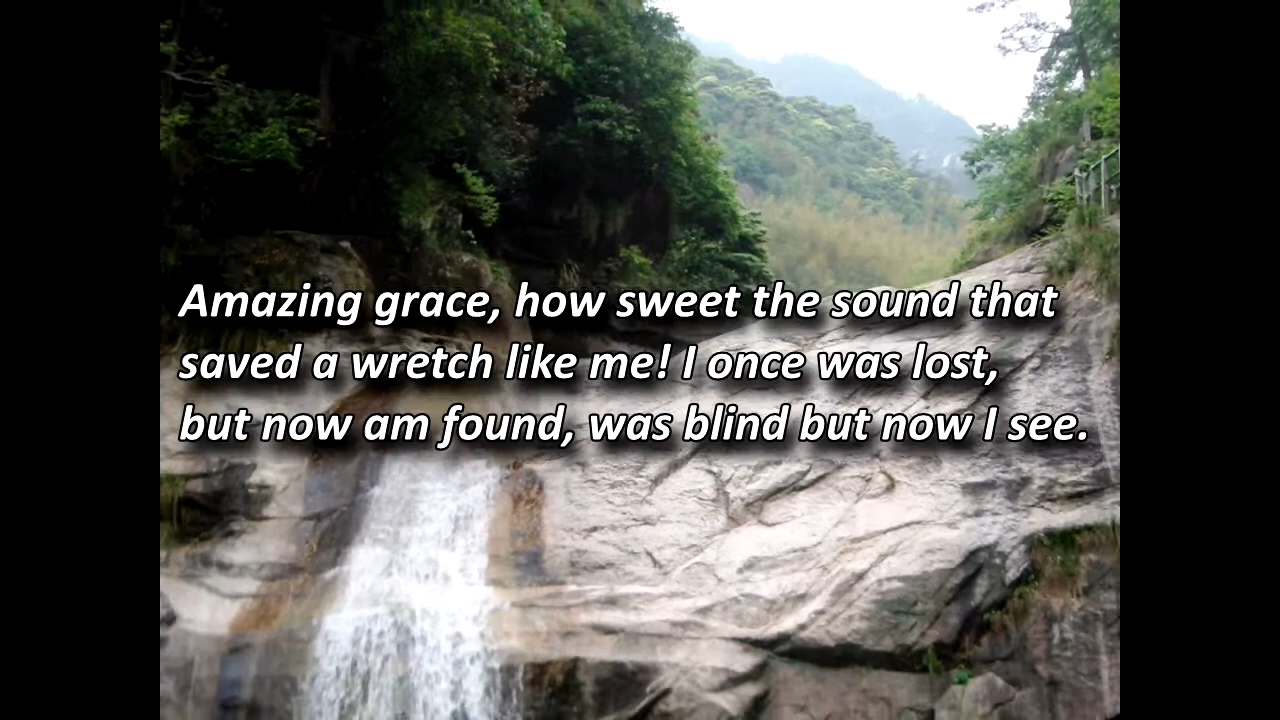 Amazing grace, how sweet the sound that
saved a wretch like me! I once was lost,
but now am found, was blind but now I see.